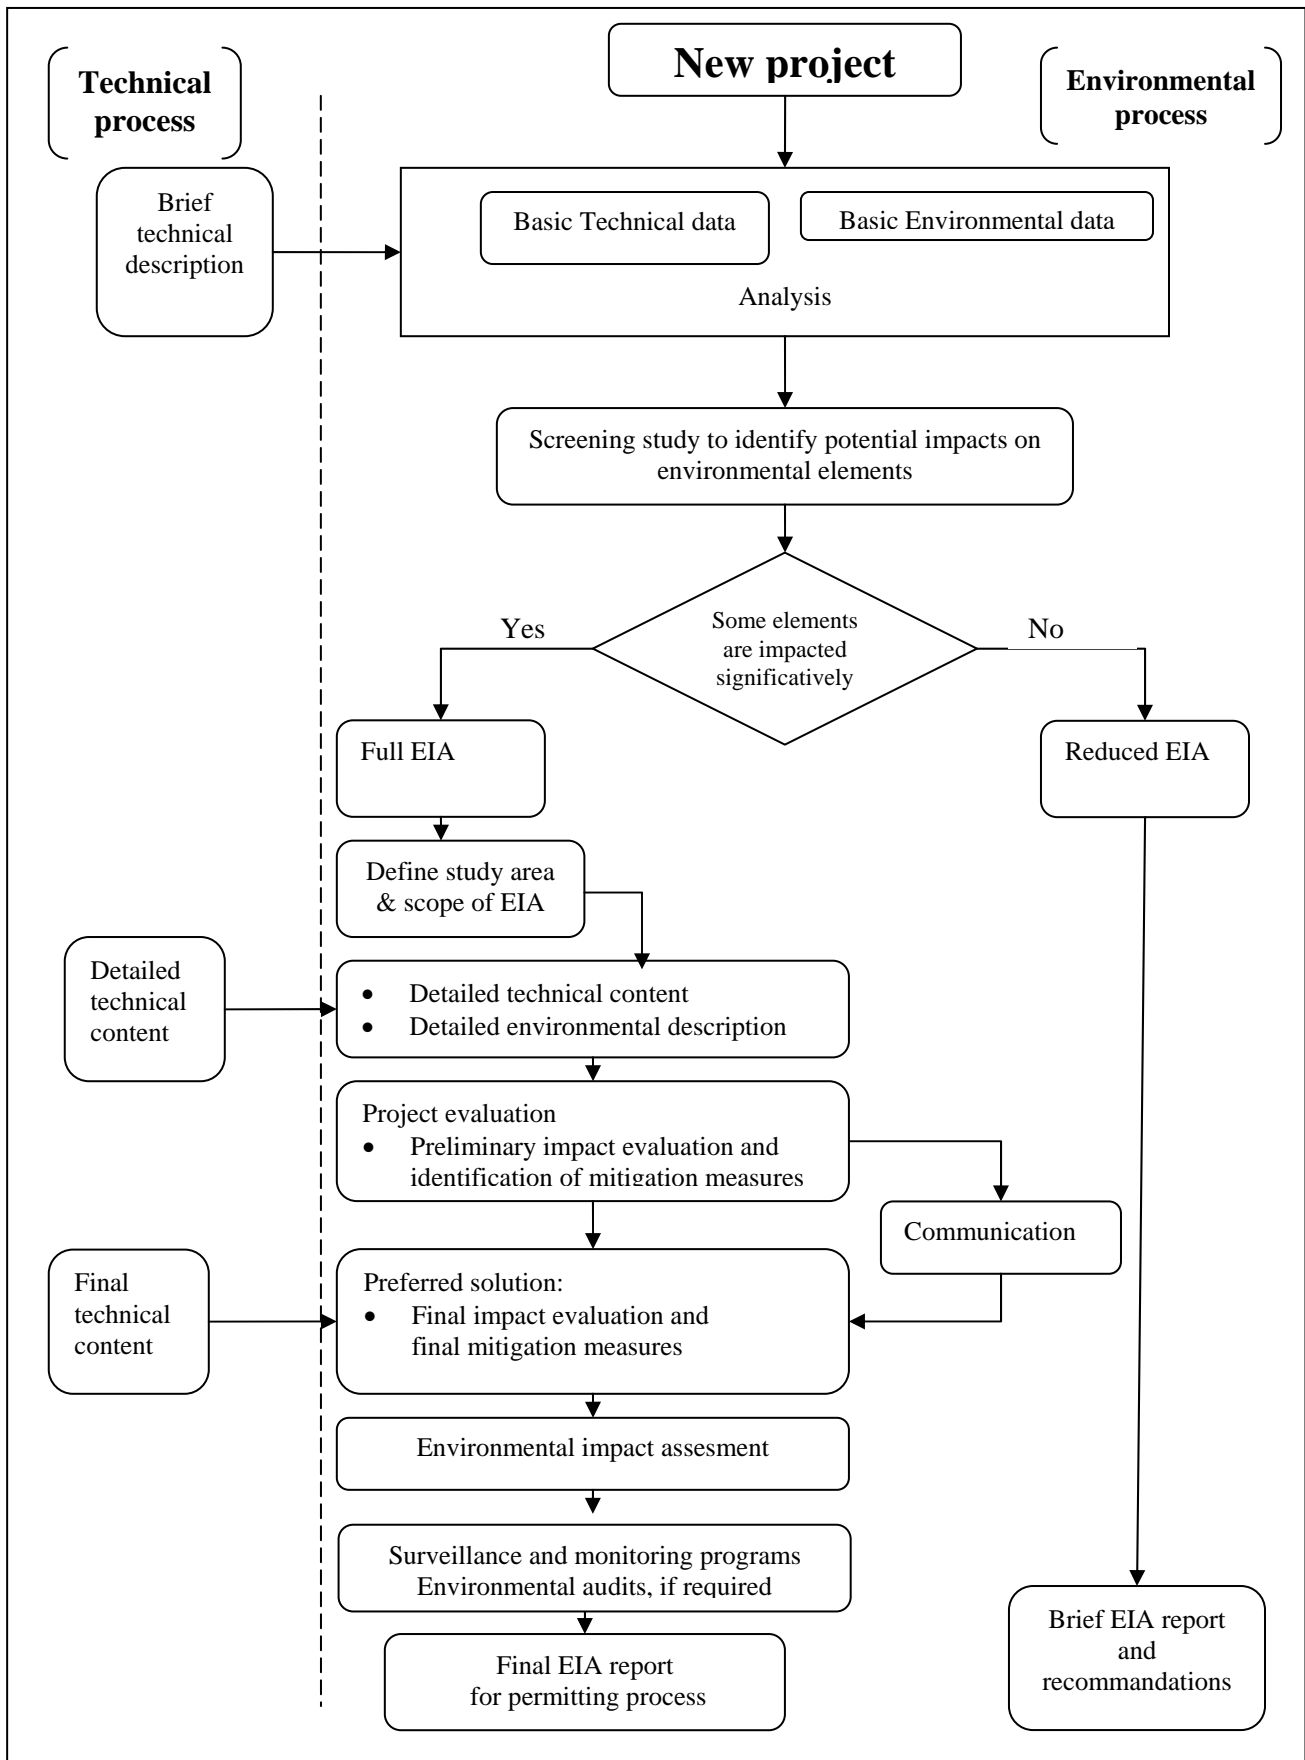 New project
Technical
process
Environmental
process
Brief
technical
description
Basic Technical data
Basic Environmental data
Analysis
Screening study to identify potential impacts on
environmental elements
Yes
Some elements
are impacted
significatively
No
Full EIA
Reduced EIA
Define study area
& scope of EIA
Detailed
technical
content
• Detailed technical content
• Detailed environmental description
Project evaluation
• Preliminary impact evaluation and
identification of mitigation measures
Communication
Final
technical
content
Preferred solution:
• Final impact evaluation and
final mitigation measures
Environmental impact assesment
Surveillance and monitoring programs
Environmental audits, if required
Final EIA report
for permitting process
Brief EIA report
and
recommandations